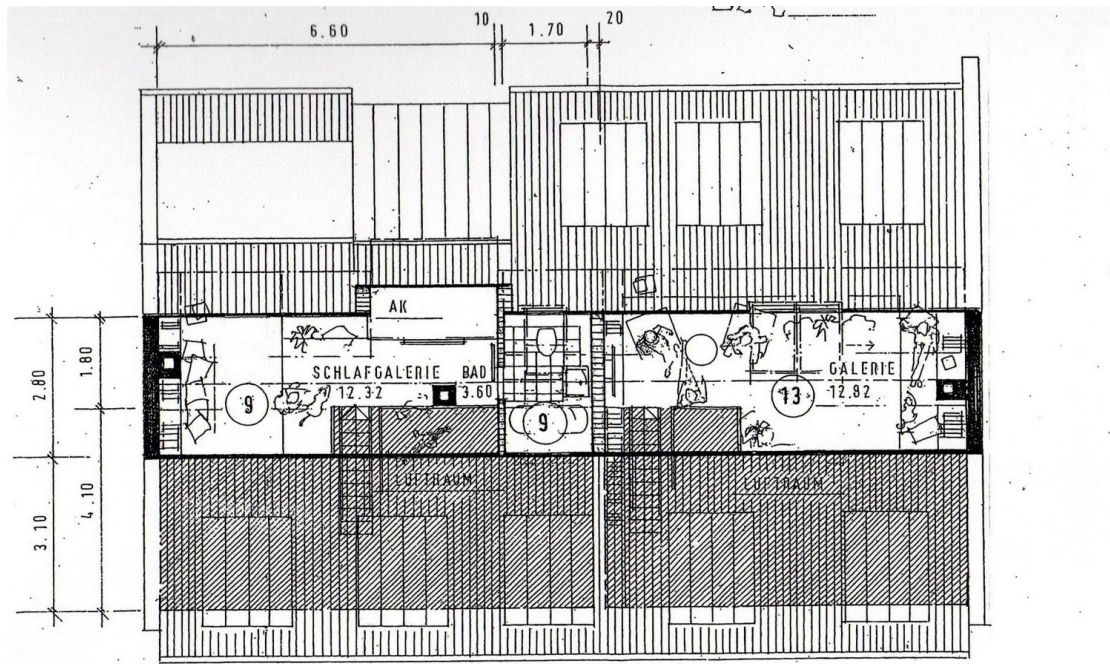 10
20
6.60
1.70
AK
SCHLAFGALERIE
12.32
BAD
3.60
9
9
GALERIE
12.92
13
1.80
2.80
LUFTRAUM
LUFTRAUM
4.10
3.10